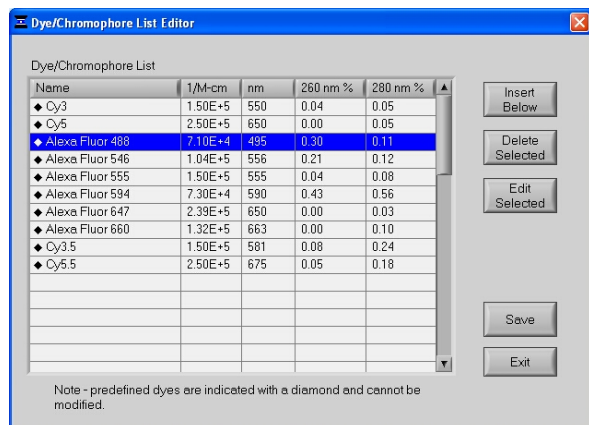 Dye/Chromophore List Editor
Dye/Chromophore List
Name 1/M-cm nm 260 nm % 280 nm %
◆ Cy3 1.50E+5 550 0.04 0.05
◆ Cy5 2.50E+5 650 0.00 0.05
◆ Alexa Fluor 488 7.10E+4 495 0.30 0.11
◆ Alexa Fluor 546 1.04E+5 556 0.21 0.12
◆ Alexa Fluor 555 1.50E+5 555 0.04 0.08
◆ Alexa Fluor 594 7.30E+4 590 0.43 0.56
◆ Alexa Fluor 647 2.39E+5 650 0.00 0.03
◆ Alexa Fluor 660 1.32E+5 663 0.00 0.10
◆ Cy3.5 1.50E+5 581 0.08 0.24
◆ Cy5.5 2.50E+5 675 0.05 0.18
Note - predefined dyes are indicated with a diamond and cannot be
modified.
Insert
Below
Delete
Selected
Edit
Selected
Save
Exit